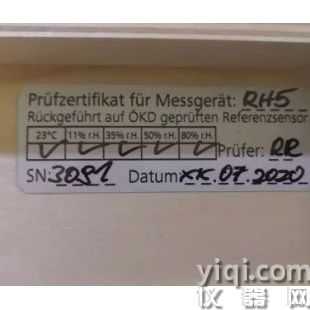 Prüfzertifikat für Messgerät: RH5
Rückgeführt auf ÖKD geprüften Referenzsensor
23°C 11% r.H. 35% r.H. 50% r.H. 80% r.H.
Prüfer: RR
SN: 3091 Datum: xx.07.2020
yiqi.com
仪器网